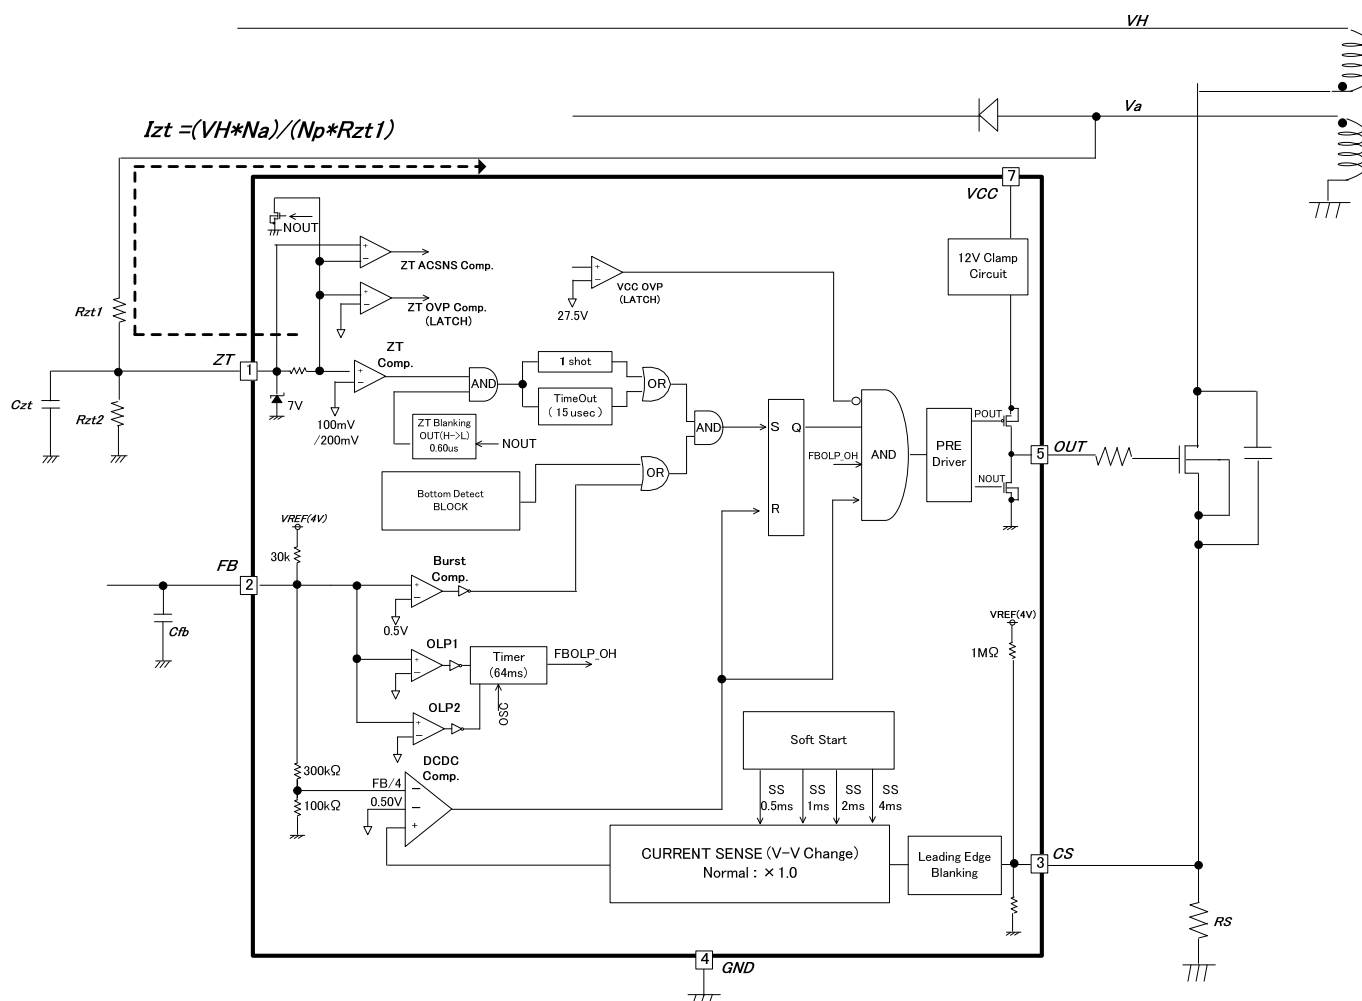 VH
Va
Izt =(VH*Na)/(Np*Rzt1)
7
VCC
NOUT
12V Clamp
Circuit
ZT ACSNS Comp.
VCC OVP
(LATCH)
27.5V
ZT OVP Comp.
(LATCH)
Rzt1
ZT
1
ZT
Comp.
1 shot
AND
OR
TimeOut
( 15 usec )
7V
100mV
/200mV
Czt
Rzt2
ZT Blanking
OUT(H->L)
0.60us
NOUT
AND
S
Q
R
FBOLP_OH
AND
PRE
Driver
POUT
NOUT
5
OUT
OR
Bottom Detect
BLOCK
VREF(4V)
30k
FB
2
Burst
Comp.
0.5V
Cfb
OLP1
Timer
(64ms)
FBOLP_OH
OSC
OLP2
VREF(4V)
1MΩ
Soft Start
DCDC
Comp.
300kΩ
FB/4
100kΩ
0.50V
SS
0.5ms
SS
1ms
SS
2ms
SS
4ms
CURRENT SENSE (V-V Change)
Normal : × 1.0
Leading Edge
Blanking
3
CS
RS
4
GND